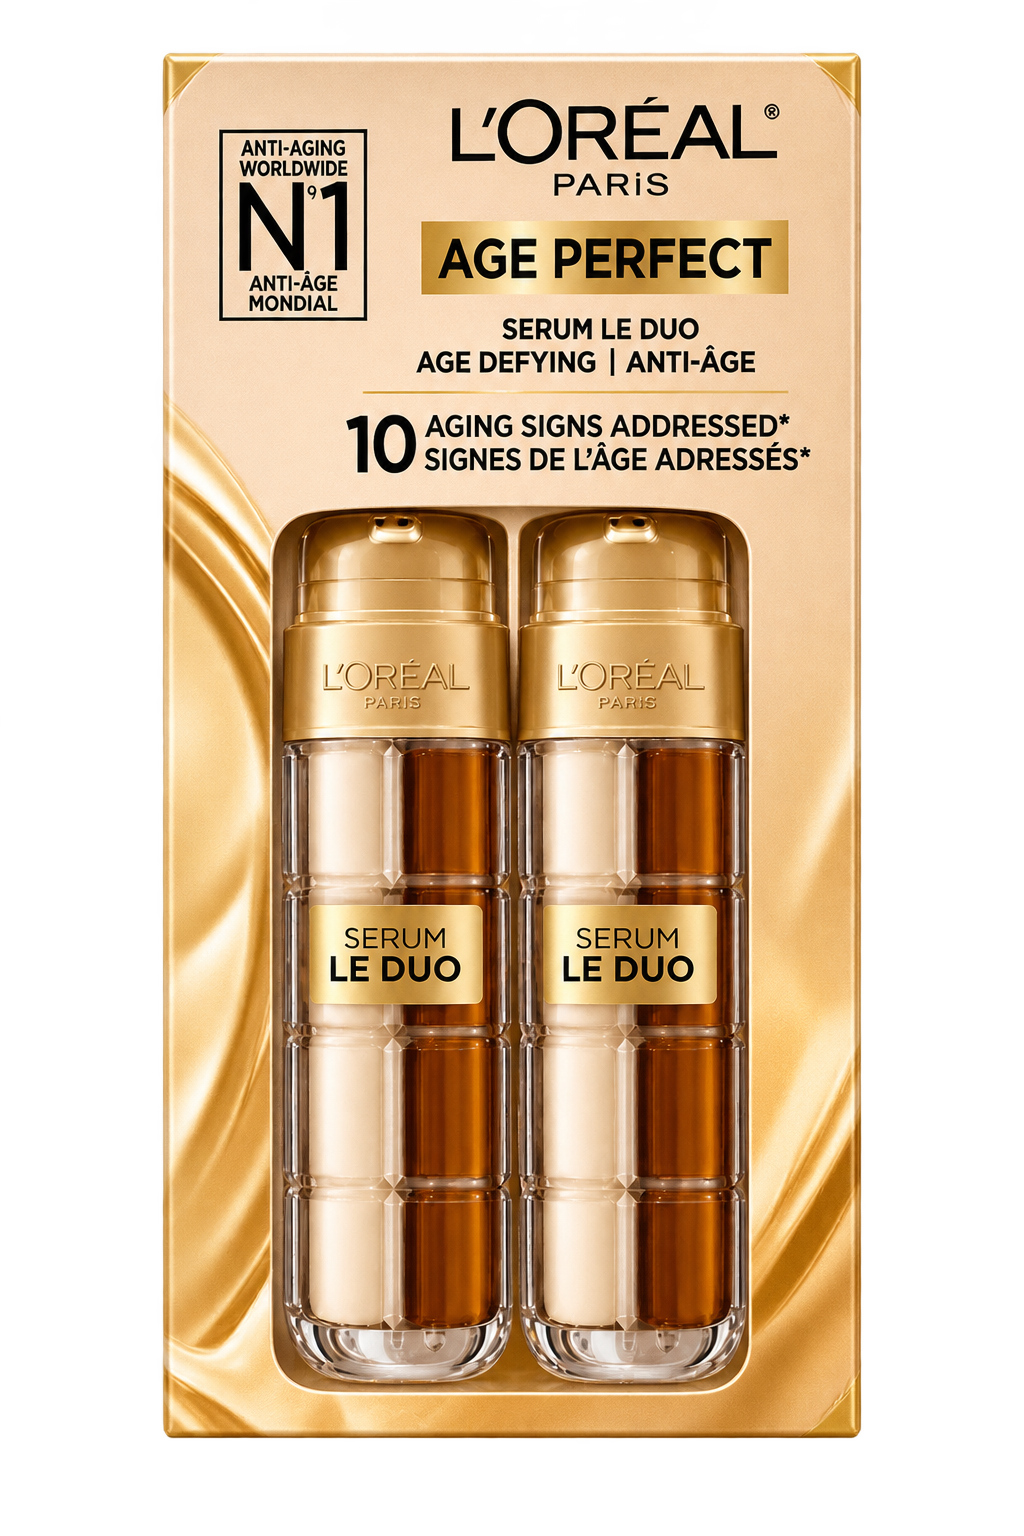 ANTI-AGING
WORLDWIDE
N°1
ANTI-ÂGE
MONDIAL
L'ORÉAL®
PARiS
AGE PERFECT
SERUM LE DUO
AGE DEFYING | ANTI-ÂGE
10 AGING SIGNS ADDRESSED*
SIGNES DE L'ÂGE ADRESSÉS*
L'ORÉAL
PARIS
L'ORÉAL
PARIS
SERUM
LE DUO
SERUM
LE DUO